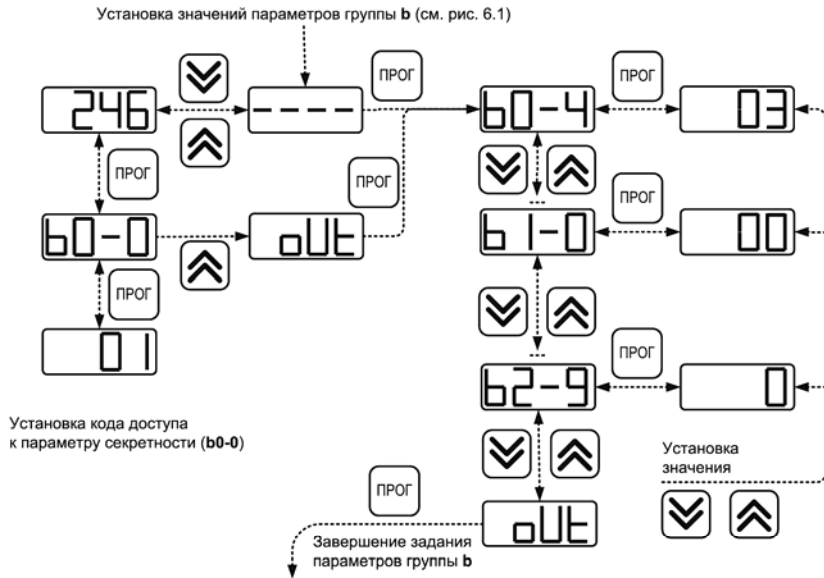 Установка значений параметров группы b (см. рис. 6.1)
ПРОГ
246
----
ПРОГ
b0-4
03
ПРОГ
ПРОГ
b0-0
oUt
ПРОГ
b1-0
00
ПРОГ
01
ПРОГ
b2-9
0
Установка кода доступа
к параметру секретности (b0-0)
Установка
значения
ПРОГ
oUt
Завершение задания
параметров группы b